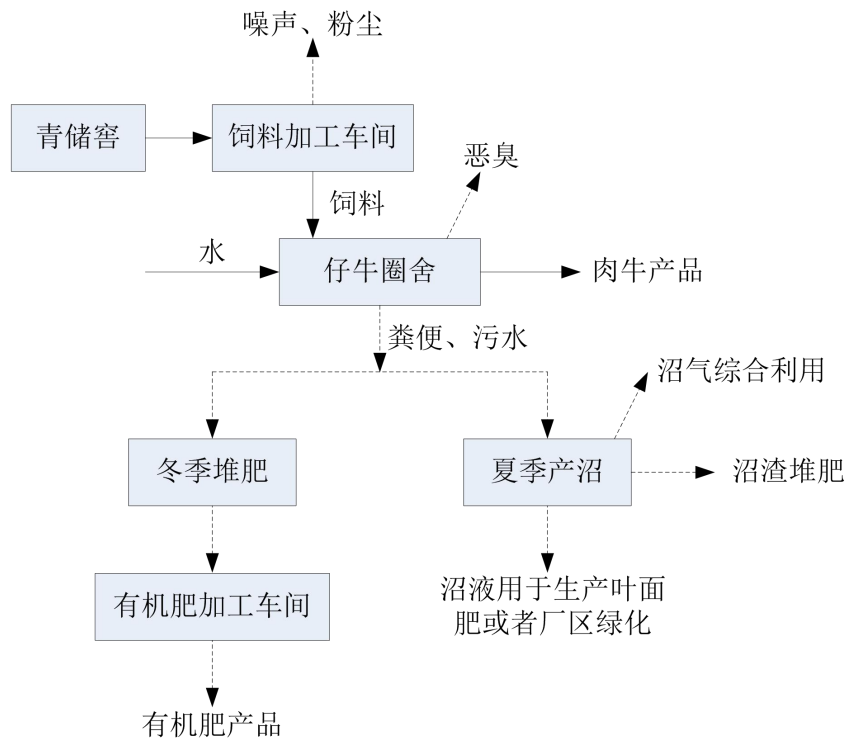 噪声、粉尘
青储窖
饲料加工车间
恶臭
饲料
水
仔牛圈舍
肉牛产品
粪便、污水
沼气综合利用
冬季堆肥
夏季产沼
沼渣堆肥
有机肥加工车间
沼液用于生产叶面
肥或者厂区绿化
有机肥产品